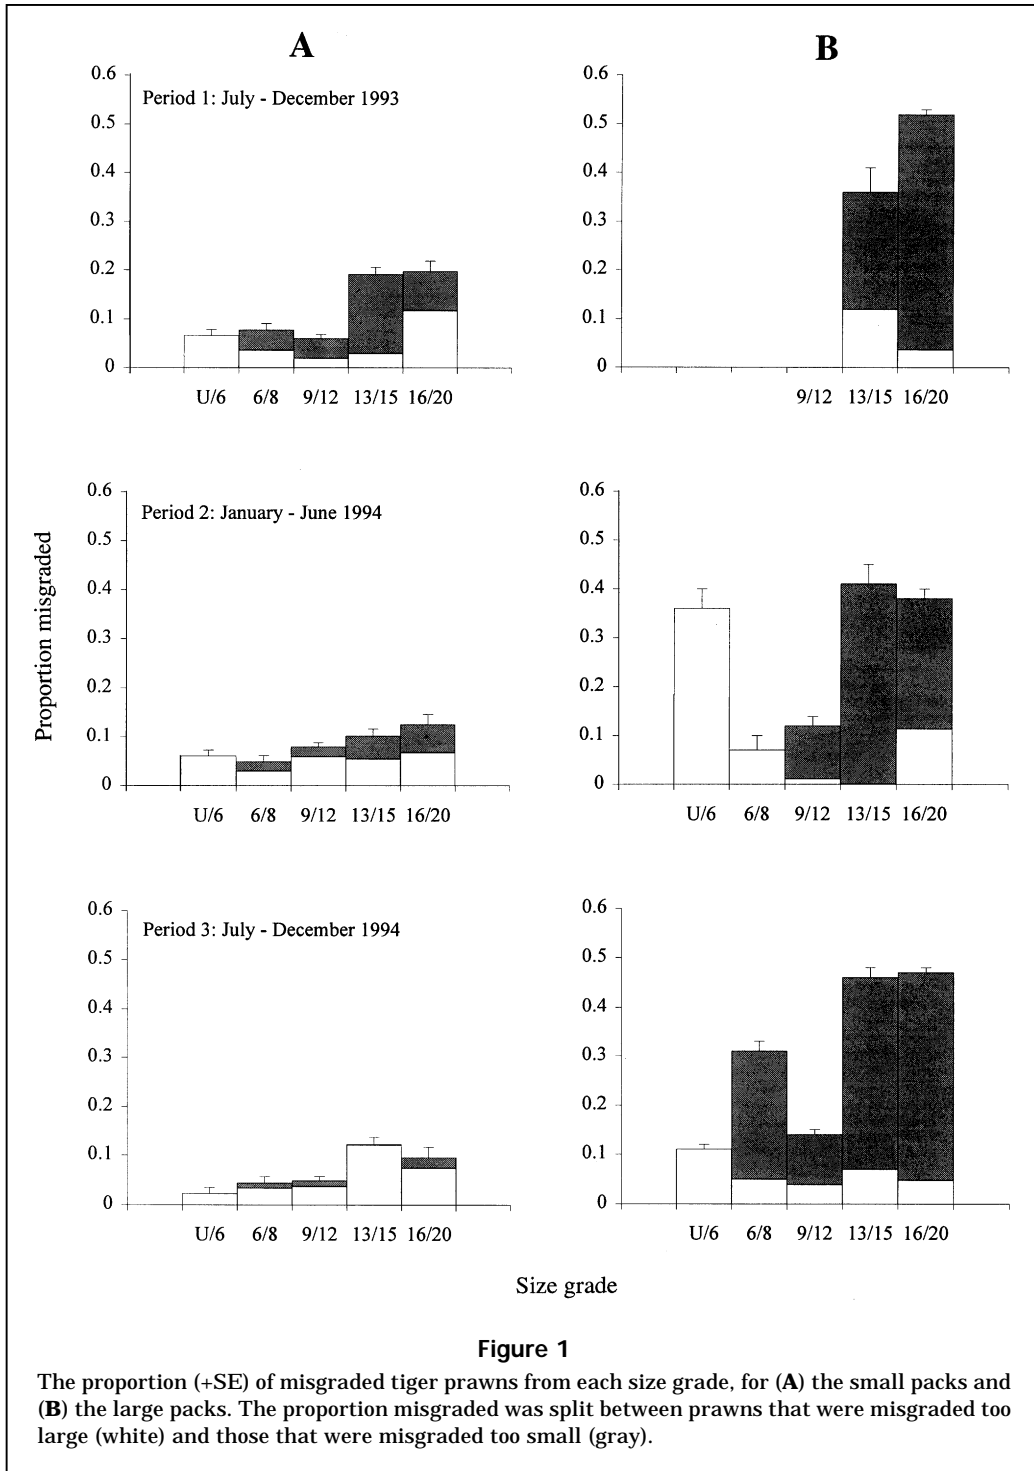 A
B
0.6
0.5
0.4
0.3
0.2
0.1
0
Period 1: July - December 1993
U/6 6/8 9/12 13/15 16/20
0.6
0.5
0.4
0.3
0.2
0.1
0
9/12 13/15 16/20
Proportion misgraded
0.6
0.5
0.4
0.3
0.2
0.1
0
Period 2: January - June 1994
U/6 6/8 9/12 13/15 16/20
0.6
0.5
0.4
0.3
0.2
0.1
0
U/6 6/8 9/12 13/15 16/20
0.6
0.5
0.4
0.3
0.2
0.1
0
Period 3: July - December 1994
U/6 6/8 9/12 13/15 16/20
0.6
0.5
0.4
0.3
0.2
0.1
0
U/6 6/8 9/12 13/15 16/20
Size grade
Figure 1
The proportion (+SE) of misgraded tiger prawns from each size grade, for (A) the small packs and
(B) the large packs. The proportion misgraded was split between prawns that were misgraded too
large (white) and those that were misgraded too small (gray).